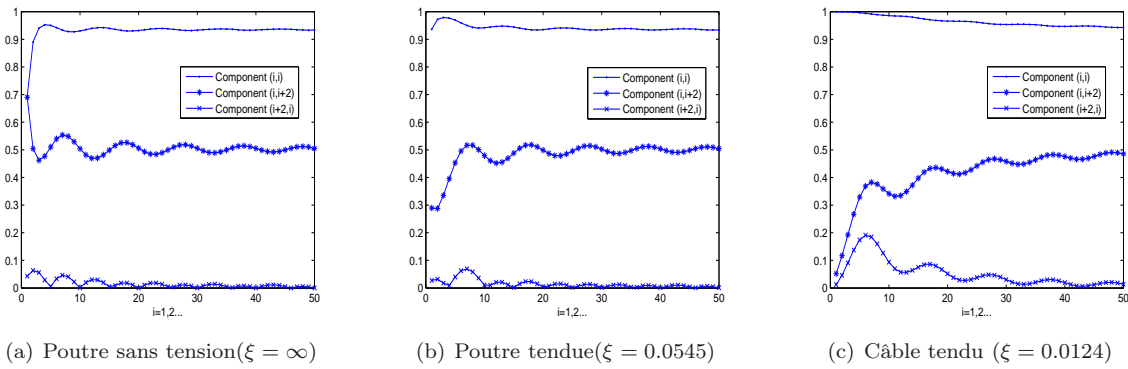 1
0.9
0.8
0.7
0.6
0.5
0.4
0.3
0.2
0.1
0
0 10 20 30 40 50
i=1,2...
Component (i,i)
Component (i,i+2)
Component (i+2,i)
(a) Poutre sans tension(ξ = ∞)
1
0.9
0.8
0.7
0.6
0.5
0.4
0.3
0.2
0.1
0
0 10 20 30 40 50
i=1,2...
Component (i,i)
Component (i,i+2)
Component (i+2,i)
(b) Poutre tendue(ξ = 0.0545)
1
0.9
0.8
0.7
0.6
0.5
0.4
0.3
0.2
0.1
0
0 10 20 30 40 50
i=1,2...
Component (i,i)
Component (i,i+2)
Component (i+2,i)
(c) Câble tendu (ξ = 0.0124)